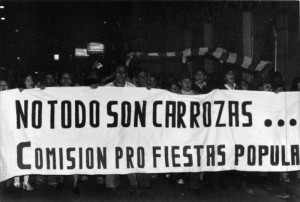 NO TODO SON CARROZAS ...
COMISION PRO FIESTAS POPULA